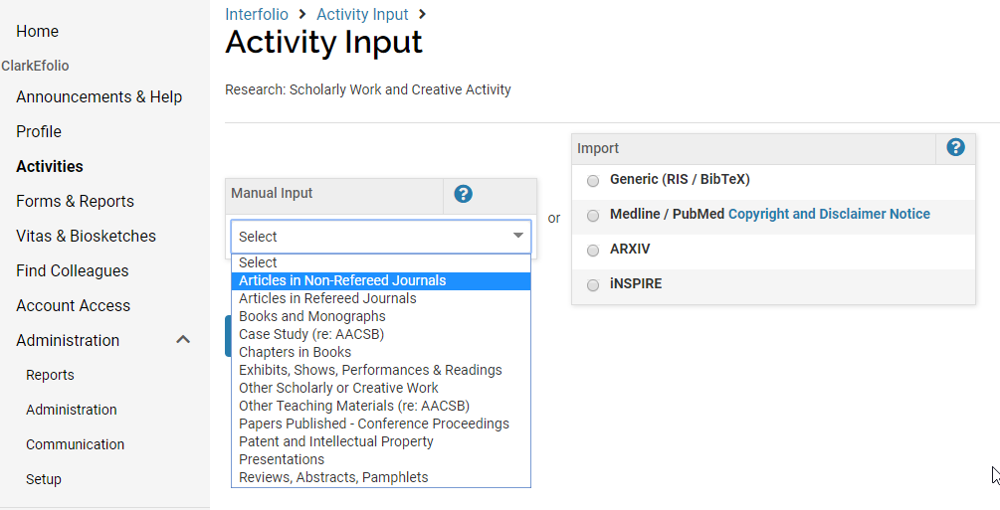 Home
ClarkEfolio
Announcements & Help
Profile
Activities
Forms & Reports
Vitas & Biosketches
Find Colleagues
Account Access
Administration
Reports
Administration
Communication
Setup
Interfolio > Activity Input >
Activity Input
Research: Scholarly Work and Creative Activity
Manual Input ?
Select
Select
Articles in Non-Refereed Journals
Articles in Refereed Journals
Books and Monographs
Case Study (re: AACSB)
Chapters in Books
Exhibits, Shows, Performances & Readings
Other Scholarly or Creative Work
Other Teaching Materials (re: AACSB)
Papers Published - Conference Proceedings
Patent and Intellectual Property
Presentations
Reviews, Abstracts, Pamphlets
or
Import ?
Generic (RIS / BibTeX)
Medline / PubMed Copyright and Disclaimer Notice
ARXIV
iNSPIRE